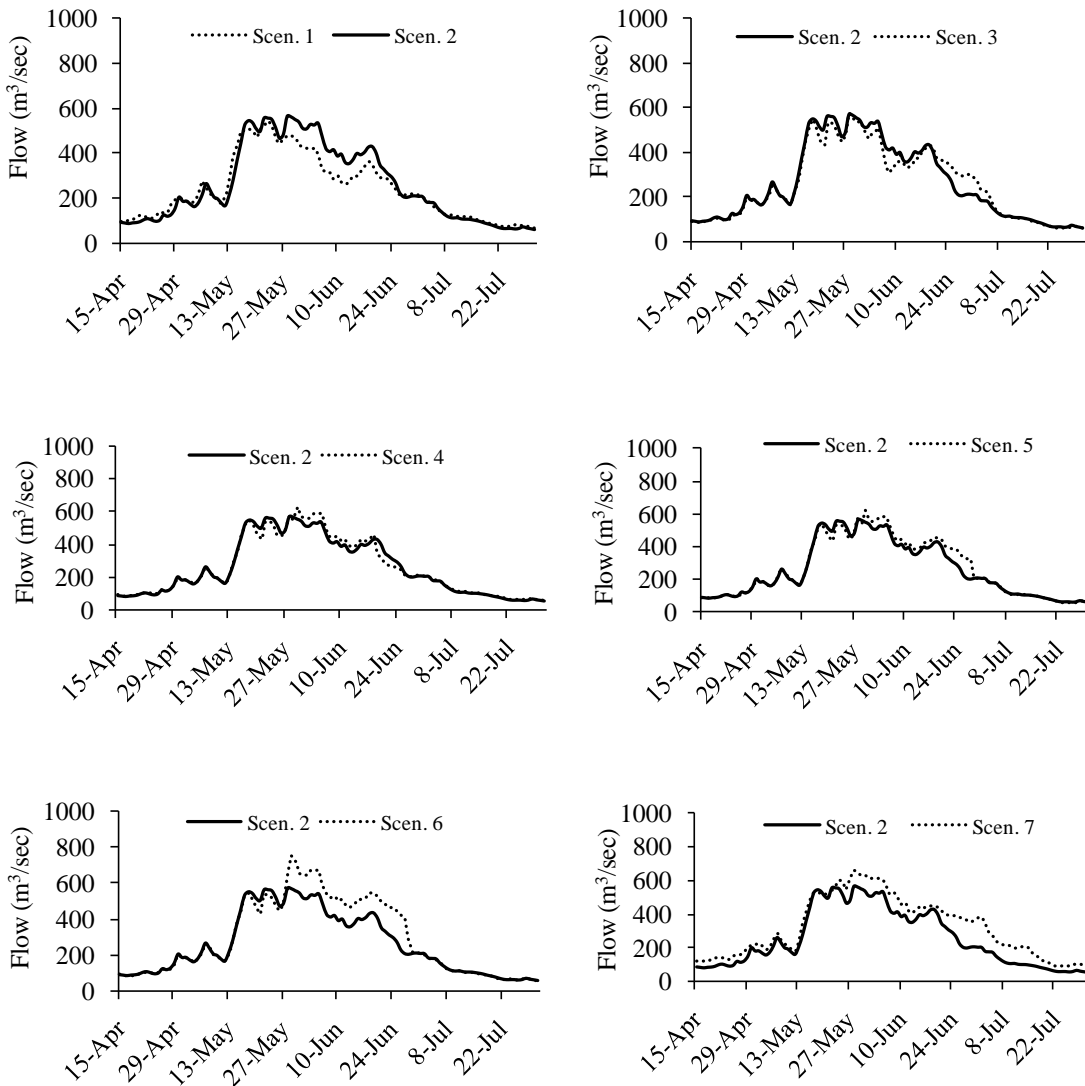 1000
800
600
400
200
0
Flow (m³/sec)
Scen. 1 Scen. 2
15-Apr 29-Apr 13-May 27-May 10-Jun 24-Jun 8-Jul 22-Jul
1000
800
600
400
200
0
Flow (m³/sec)
Scen. 2 Scen. 3
15-Apr 29-Apr 13-May 27-May 10-Jun 24-Jun 8-Jul 22-Jul
1000
800
600
400
200
0
Flow (m³/sec)
Scen. 2 Scen. 4
15-Apr 29-Apr 13-May 27-May 10-Jun 24-Jun 8-Jul 22-Jul
1000
800
600
400
200
0
Flow (m³/sec)
Scen. 2 Scen. 5
15-Apr 29-Apr 13-May 27-May 10-Jun 24-Jun 8-Jul 22-Jul
1000
800
600
400
200
0
Flow (m³/sec)
Scen. 2 Scen. 6
15-Apr 29-Apr 13-May 27-May 10-Jun 24-Jun 8-Jul 22-Jul
1000
800
600
400
200
0
Flow (m³/sec)
Scen. 2 Scen. 7
15-Apr 29-Apr 13-May 27-May 10-Jun 24-Jun 8-Jul 22-Jul